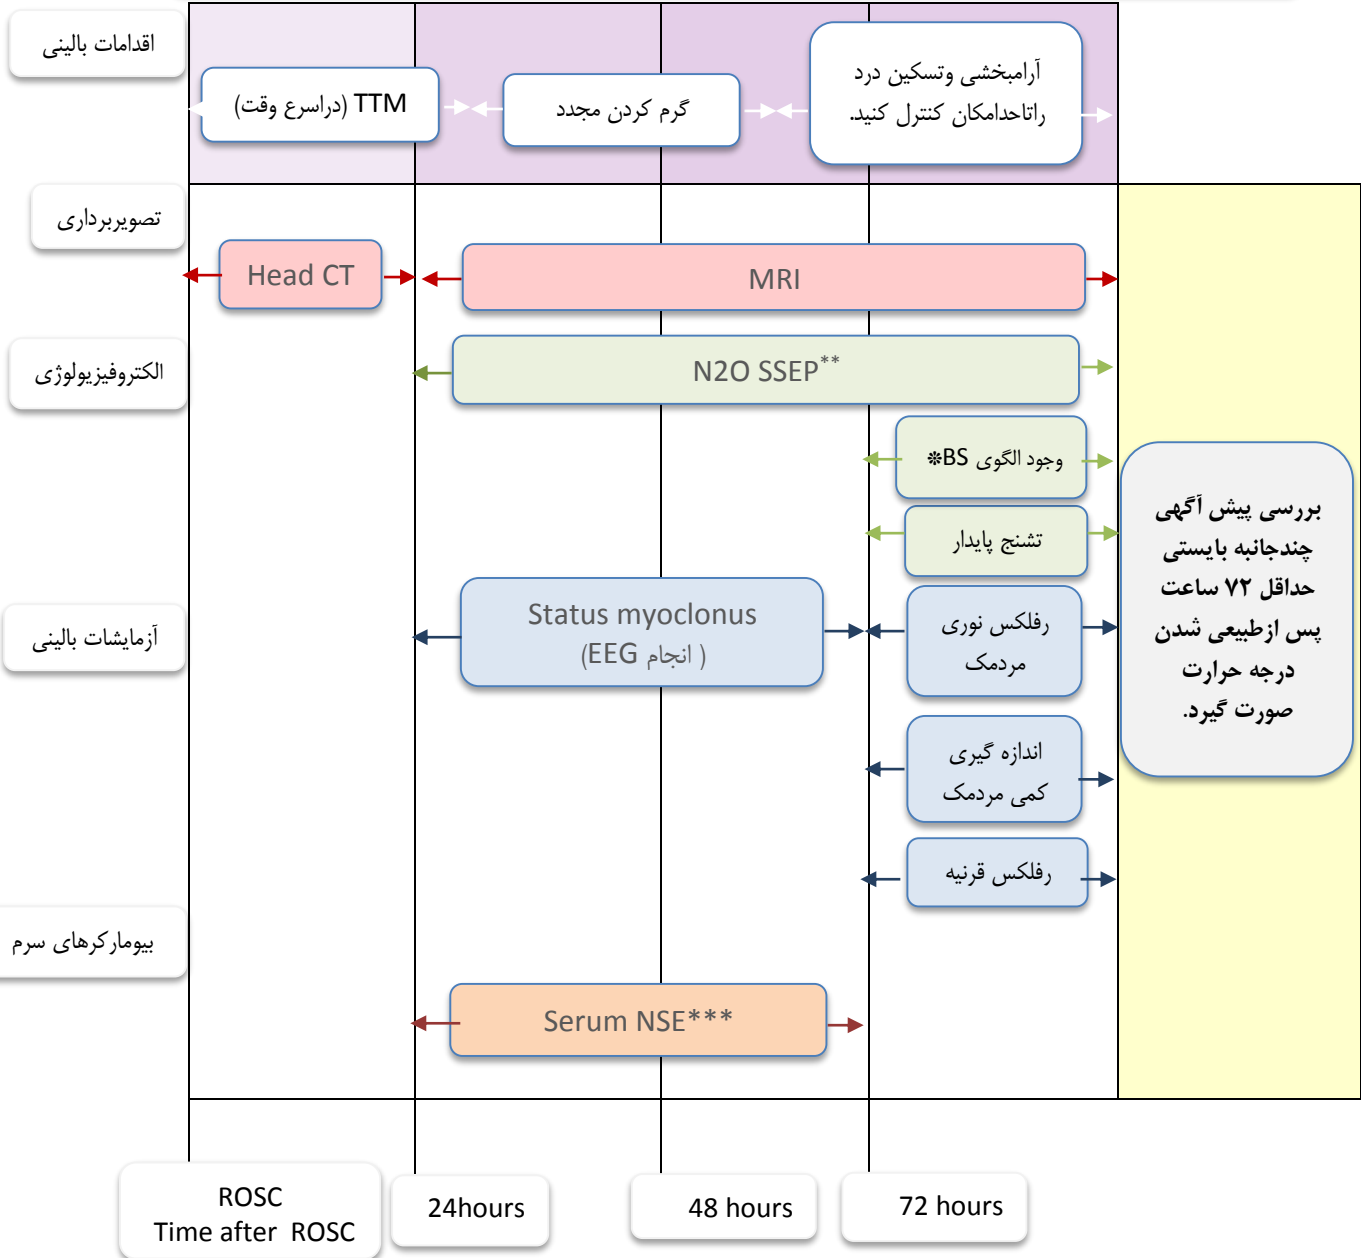 اقدامات بالینی
TTM (دراسرع وقت)
گرم کردن مجدد
آرامبخشی وتسکین درد
راتاحدامکان کنترل کنید.
تصویربرداری
Head CT
MRI
الکتروفیزیولوژی
N2O SSEP**
وجود الگوی BS❋
تشنج پایدار
آزمایشات بالینی
Status myoclonus
( انجام EEG)
رفلکس نوری
مردمک
اندازه گیری
کمی مردمک
رفلکس قرنیه
بیومارکرهای سرم
Serum NSE***
بررسی پیش آگهی
چندجانبه بایستی
حداقل ۷۲ ساعت
پس ازطبیعی شدن
درجه حرارت
صورت گیرد.
ROSC
Time after ROSC
24hours
48 hours
72 hours